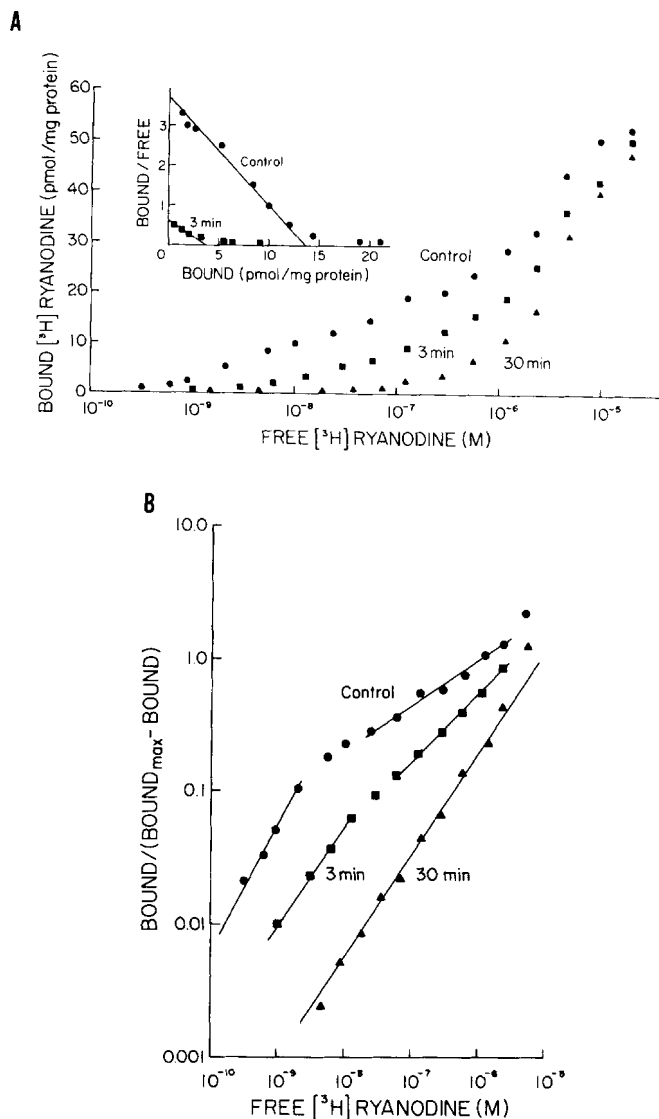 A
BOUND [³H] RYANODINE (pmol/mg protein)
60
50
40
30
20
10
0
BOUND/FREE
3
2
1
0
Control
3 min
0 5 10 15 20
BOUND (pmol/mg protein)
Control
3 min
30 min
10⁻¹⁰ 10⁻⁹ 10⁻⁸ 10⁻⁷ 10⁻⁶ 10⁻⁵
FREE [³H] RYANODINE (M)
B
BOUND/(BOUNDmax- BOUND)
10.0
1.0
0.1
0.01
0.001
Control
3 min
30 min
10⁻¹⁰ 10⁻⁹ 10⁻⁸ 10⁻⁷ 10⁻⁶ 10⁻⁵
FREE [³H] RYANODINE (M)